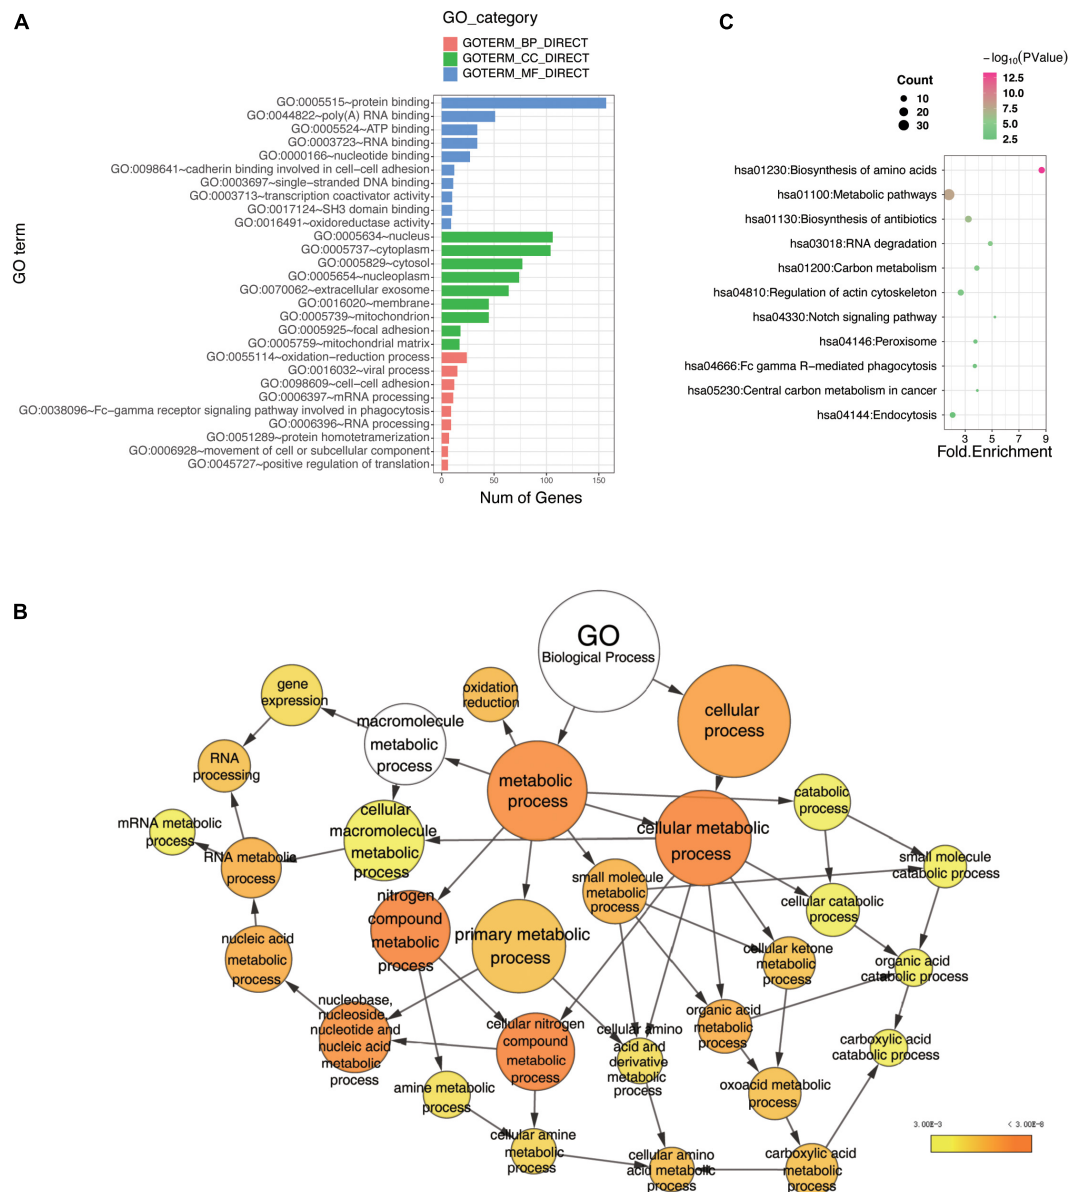 A
GO_category
GOTERM_BP_DIRECT
GOTERM_CC_DIRECT
GOTERM_MF_DIRECT
GO term
GO:0005515~protein binding
GO:0044822~poly(A) RNA binding
GO:0005524~ATP binding
GO:0003723~RNA binding
GO:0000166~nucleotide binding
GO:0098641~cadherin binding involved in cell−cell adhesion
GO:0003697~single−stranded DNA binding
GO:0003713~transcription coactivator activity
GO:0017124~SH3 domain binding
GO:0016491~oxidoreductase activity
GO:0005634~nucleus
GO:0005737~cytoplasm
GO:0005829~cytosol
GO:0005654~nucleoplasm
GO:0070062~extracellular exosome
GO:0016020~membrane
GO:0005739~mitochondrion
GO:0005925~focal adhesion
GO:0005759~mitochondrial matrix
GO:0055114~oxidation−reduction process
GO:0016032~viral process
GO:0098609~cell−cell adhesion
GO:0006397~mRNA processing
GO:0038096~Fc−gamma receptor signaling pathway involved in phagocytosis
GO:0006396~RNA processing
GO:0051289~protein homotetramerization
GO:0006928~movement of cell or subcellular component
GO:0045727~positive regulation of translation
0 50 100 150
Num of Genes
C
Count
10
20
30
−log10(PValue)
12.5
10.0
7.5
5.0
2.5
hsa01230:Biosynthesis of amino acids
hsa01100:Metabolic pathways
hsa01130:Biosynthesis of antibiotics
hsa03018:RNA degradation
hsa01200:Carbon metabolism
hsa04810:Regulation of actin cytoskeleton
hsa04330:Notch signaling pathway
hsa04146:Peroxisome
hsa04666:Fc gamma R−mediated phagocytosis
hsa05230:Central carbon metabolism in cancer
hsa04144:Endocytosis
3 5 7 9
Fold.Enrichment
B
GO
Biological Process
cellular
process
gene
expression
oxidation
reduction
macromolecule
metabolic
process
RNA
processing
metabolic
process
catabolic
process
mRNA metabolic
process
cellular
macromolecule
metabolic
process
cellular metabolic
process
RNA metabolic
process
small molecule
metabolic
process
small molecule
catabolic process
nitrogen
compound
metabolic
process
primary metabolic
process
cellular catabolic
process
nucleic acid
metabolic
process
cellular ketone
metabolic
process
organic acid
catabolic process
nucleobase,
nucleoside,
nucleotide and
nucleic acid
metabolic
process
cellular nitrogen
compound
metabolic
process
cellular amino
acid and
derivative
metabolic
process
organic acid
metabolic
process
carboxylic acid
catabolic process
amine metabolic
process
oxoacid metabolic
process
cellular amine
metabolic
process
cellular amino
acid metabolic
process
carboxylic acid
metabolic
process
3.00E-3 < 3.00E-8